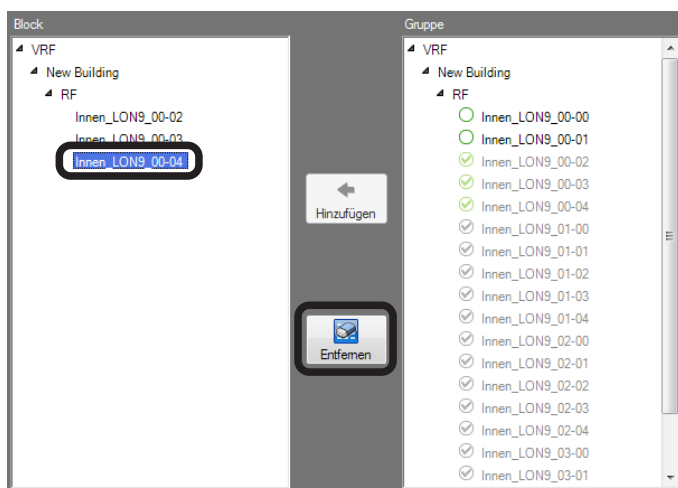 Block
VRF
New Building
RF
Innen_LON9_00-02
Innen_LON9_00-03
Innen_LON9_00-04
Hinzufügen
Entfernen
Gruppe
VRF
New Building
RF
Innen_LON9_00-00
Innen_LON9_00-01
Innen_LON9_00-02
Innen_LON9_00-03
Innen_LON9_00-04
Innen_LON9_01-00
Innen_LON9_01-01
Innen_LON9_01-02
Innen_LON9_01-03
Innen_LON9_01-04
Innen_LON9_02-00
Innen_LON9_02-01
Innen_LON9_02-02
Innen_LON9_02-03
Innen_LON9_02-04
Innen_LON9_03-00
Innen_LON9_03-01